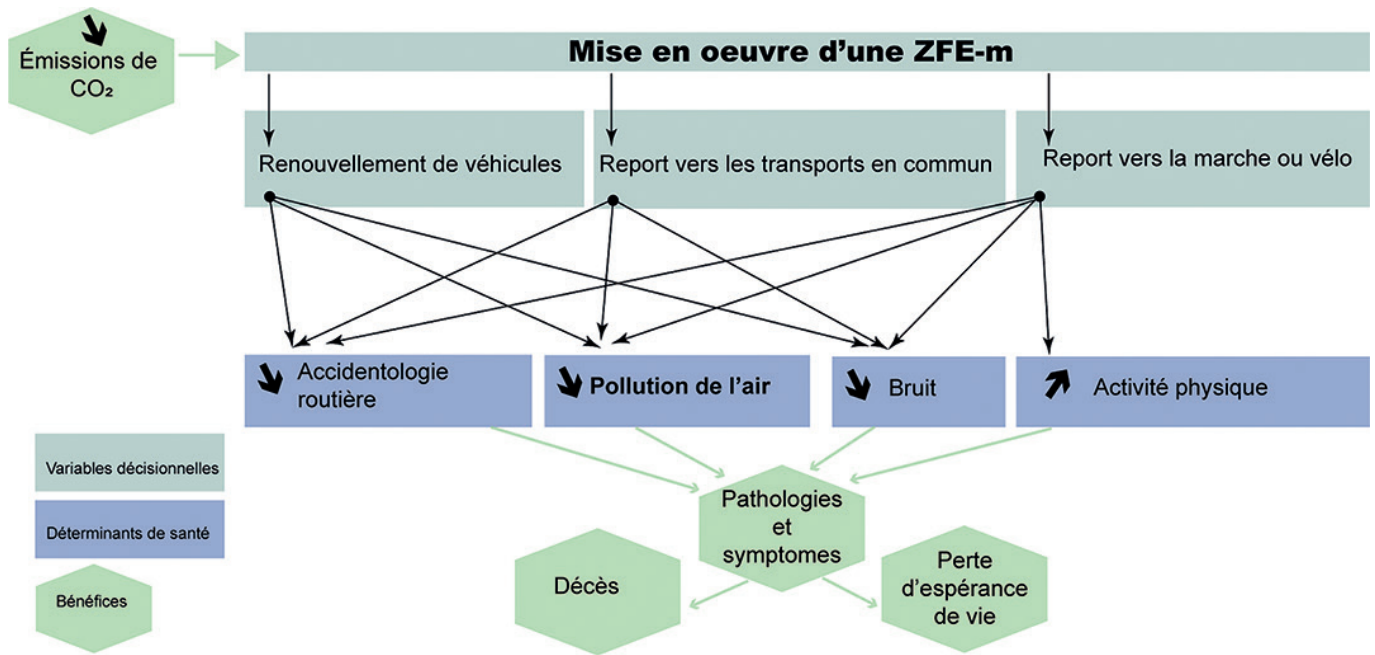 Émissions de
CO₂
Mise en oeuvre d’une ZFE-m
Renouvellement de véhicules
Report vers les transports en commun
Report vers la marche ou vélo
Accidentologie
routière
Pollution de l’air
Bruit
Activité physique
Variables décisionnelles
Déterminants de santé
Bénéfices
Pathologies
et
symptomes
Décès
Perte
d’espérance
de vie